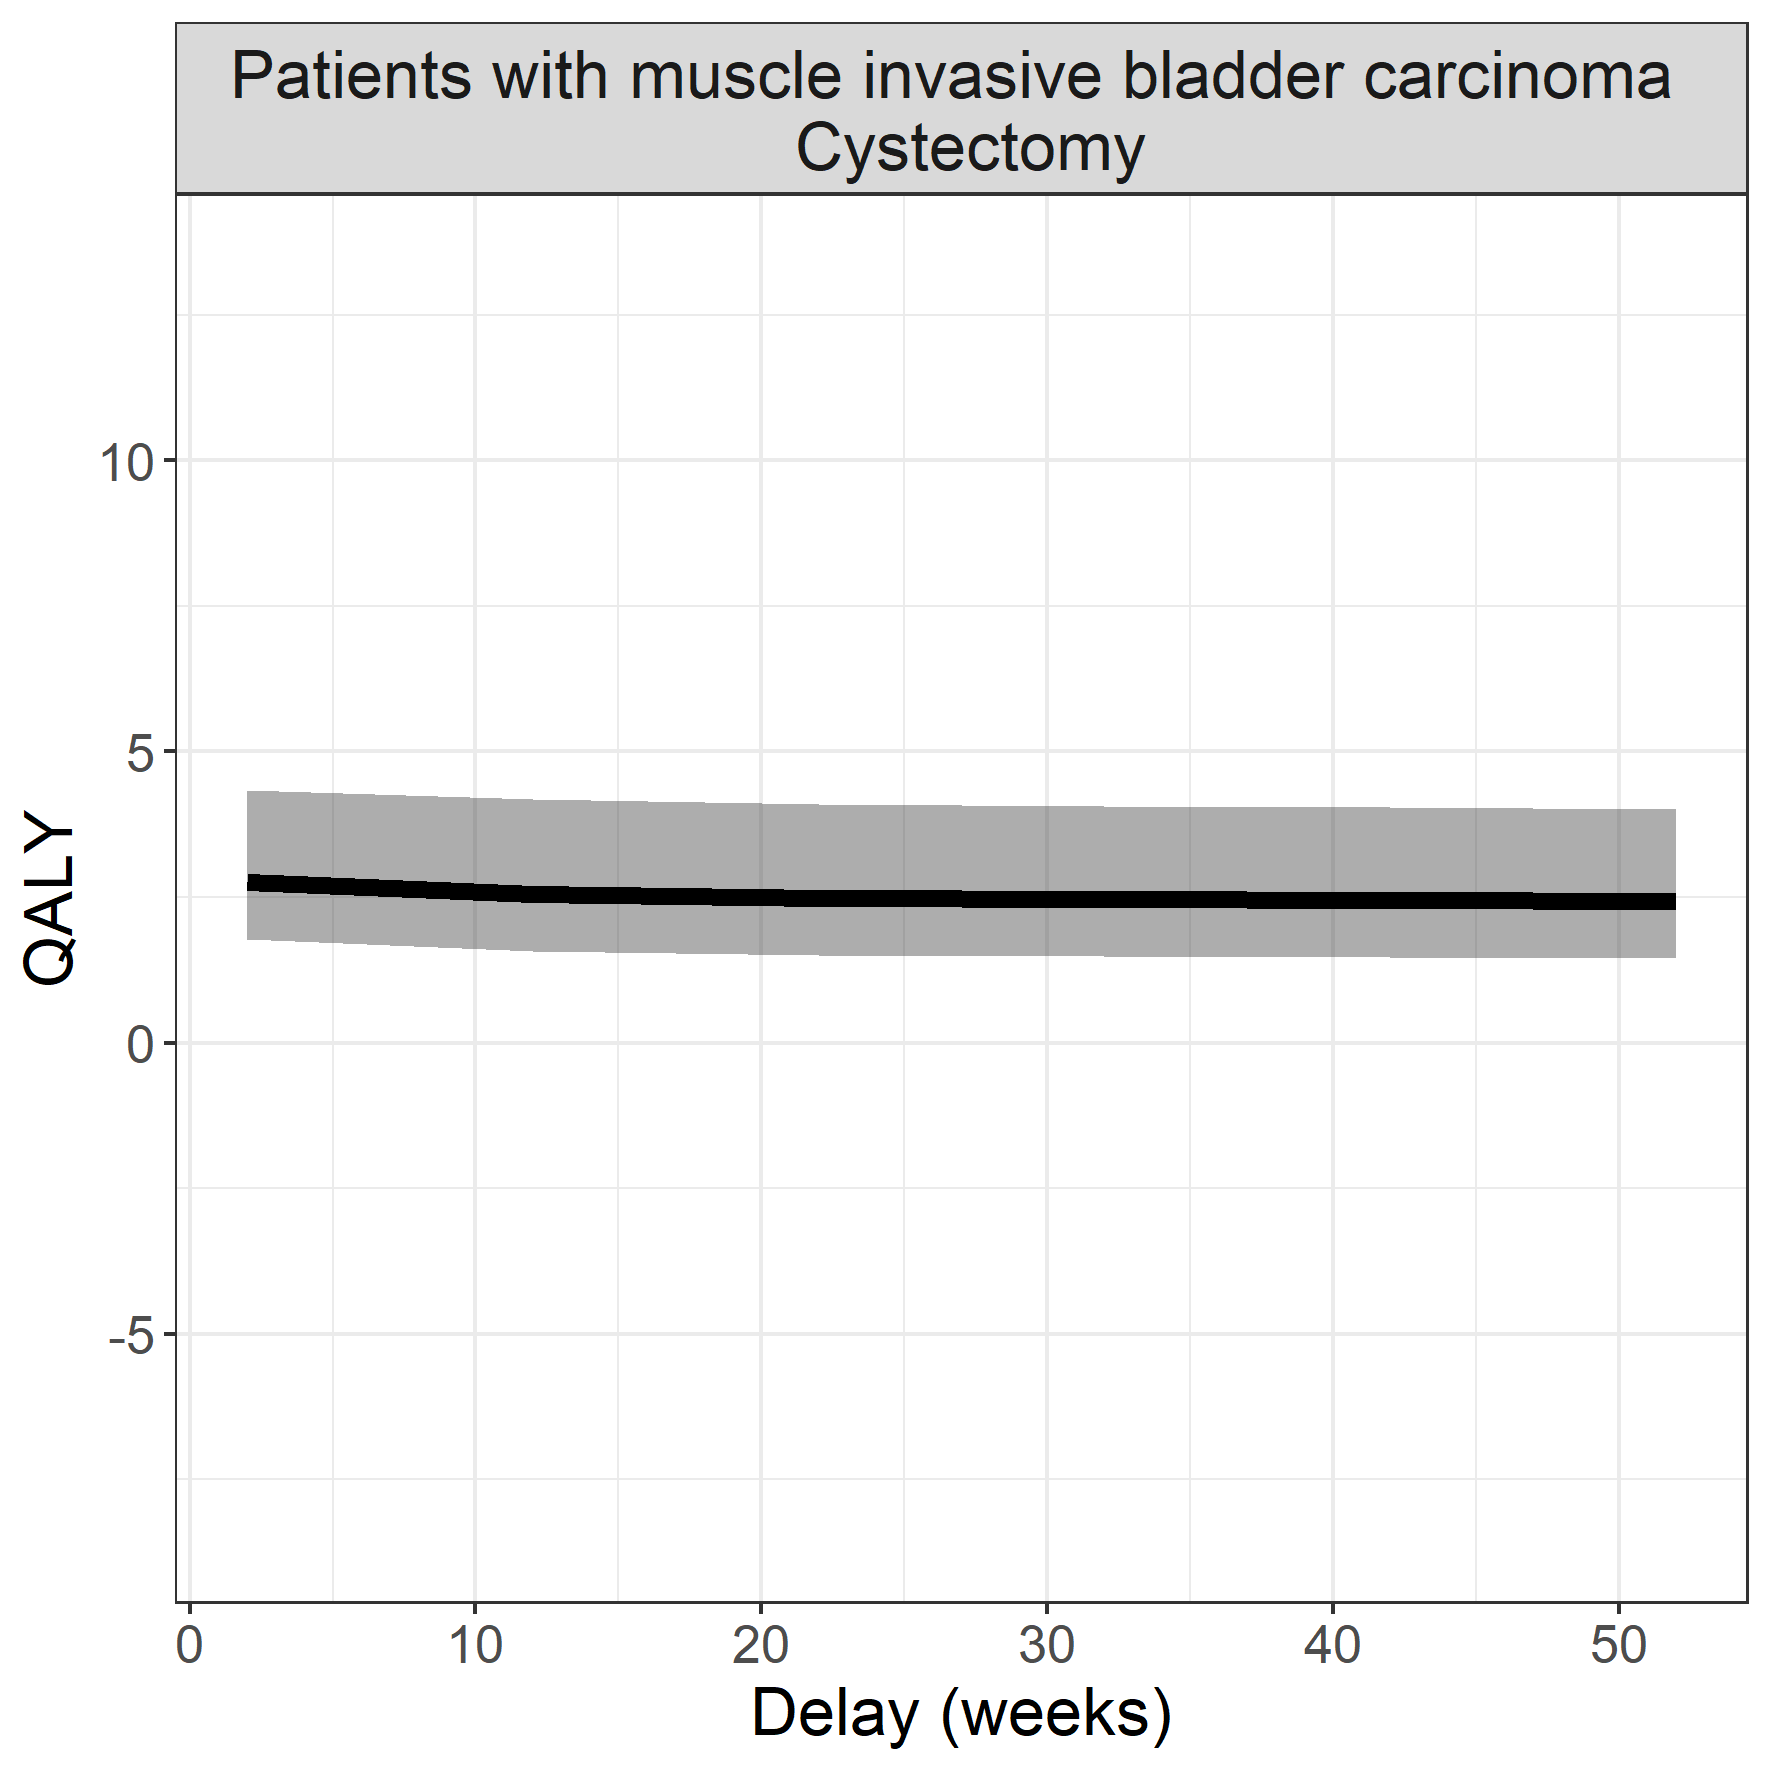 Patients with muscle invasive bladder carcinoma
Cystectomy
10
5
0
-5
QALY
0 10 20 30 40 50
Delay (weeks)